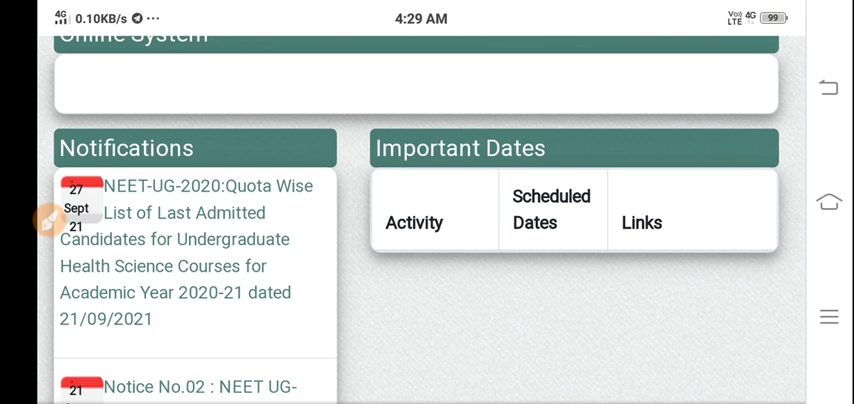 4G 0.10KB/s ... 4:29 AM Vo) LTE 4G 99
Online System
Notifications
27 Sept 21
NEET-UG-2020:Quota Wise
List of Last Admitted
Candidates for Undergraduate
Health Science Courses for
Academic Year 2020-21 dated
21/09/2021
21
Notice No.02 : NEET UG-
Important Dates
Activity
Scheduled
Dates
Links